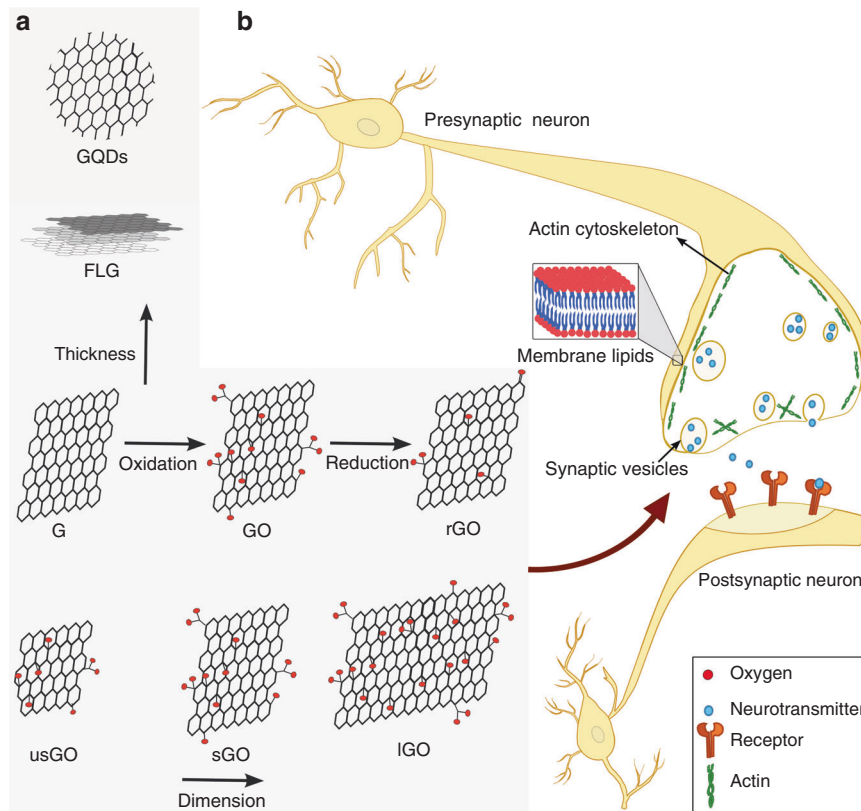 a
GQDs
FLG
Thickness
G
Oxidation
GO
Reduction
rGO
usGO
sGO
lGO
Dimension
b
Presynaptic neuron
Actin cytoskeleton
Membrane lipids
Synaptic vesicles
Postsynaptic neuron
Oxygen
Neurotransmitter
Receptor
Actin